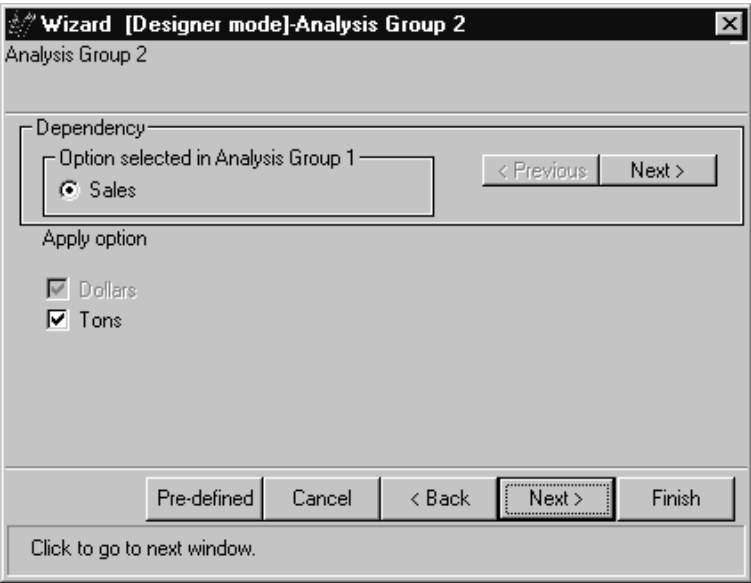 Wizard [Designer mode]-Analysis Group 2
Analysis Group 2
Dependency
Option selected in Analysis Group 1
Sales
< Previous Next >
Apply option
Dollars
Tons
Pre-defined Cancel < Back Next > Finish
Click to go to next window.